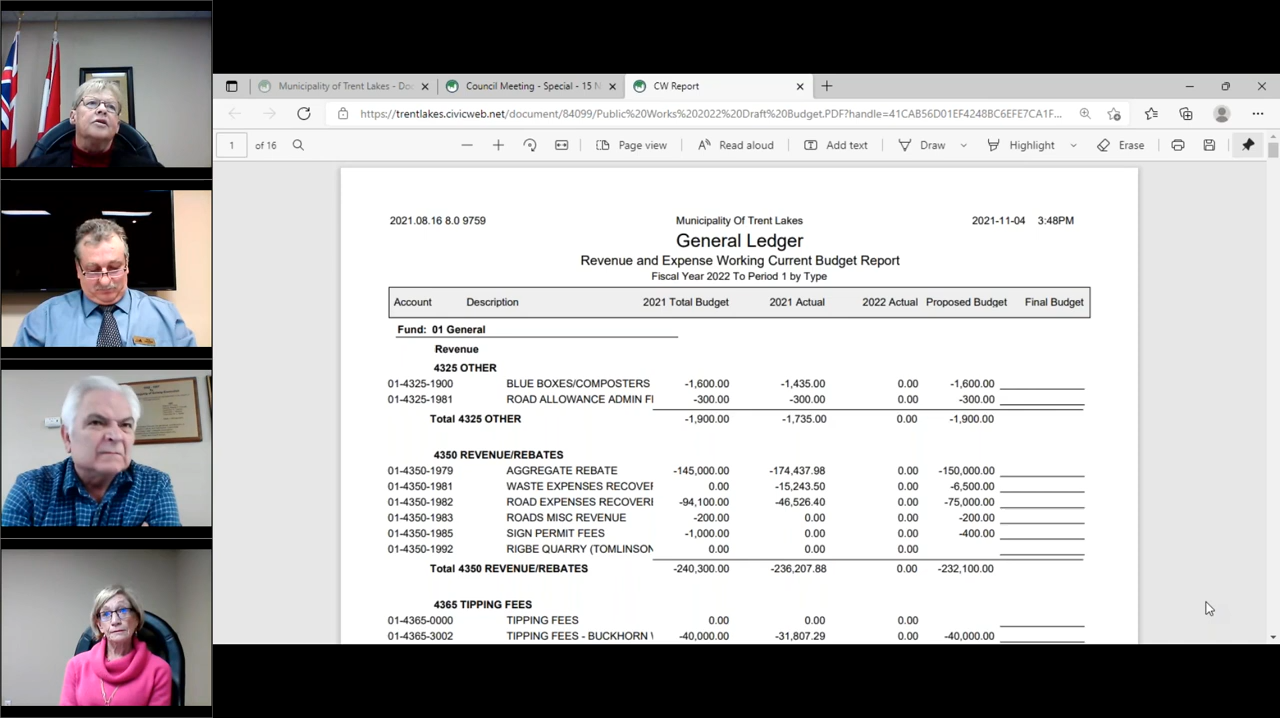 Municipality of Trent Lakes - Doc
Council Meeting - Special - 15 N
CW Report
https://trentlakes.civicweb.net/document/84099/Public%20Works%202022%20Draft%20Budget.PDF?handle=41CAB56D01EF4248BC6EFE7CA1F...
1 of 16
Page view
Read aloud
Add text
Draw
Highlight
Erase
2021.08.16 8.0 9759 Municipality Of Trent Lakes 2021-11-04 3:48PM
General Ledger
Revenue and Expense Working Current Budget Report
Fiscal Year 2022 To Period 1 by Type
Account Description 2021 Total Budget 2021 Actual 2022 Actual Proposed Budget Final Budget
Fund: 01 General
Revenue
4325 OTHER
01-4325-1900 BLUE BOXES/COMPOSTERS -1,600.00 -1,435.00 0.00 -1,600.00
01-4325-1981 ROAD ALLOWANCE ADMIN FI -300.00 -300.00 0.00 -300.00
Total 4325 OTHER -1,900.00 -1,735.00 0.00 -1,900.00
4350 REVENUE/REBATES
01-4350-1979 AGGREGATE REBATE -145,000.00 -174,437.98 0.00 -150,000.00
01-4350-1981 WASTE EXPENSES RECOVER 0.00 -15,243.50 0.00 -6,500.00
01-4350-1982 ROAD EXPENSES RECOVERE -94,100.00 -46,526.40 0.00 -75,000.00
01-4350-1983 ROADS MISC REVENUE -200.00 0.00 0.00 -200.00
01-4350-1985 SIGN PERMIT FEES -1,000.00 0.00 0.00 -400.00
01-4350-1992 RIGBE QUARRY (TOMLINSON 0.00 0.00 0.00
Total 4350 REVENUE/REBATES -240,300.00 -236,207.88 0.00 -232,100.00
4365 TIPPING FEES
01-4365-0000 TIPPING FEES 0.00 0.00 0.00
01-4365-3002 TIPPING FEES - BUCKHORN -40,000.00 -31,807.29 0.00 -40,000.00